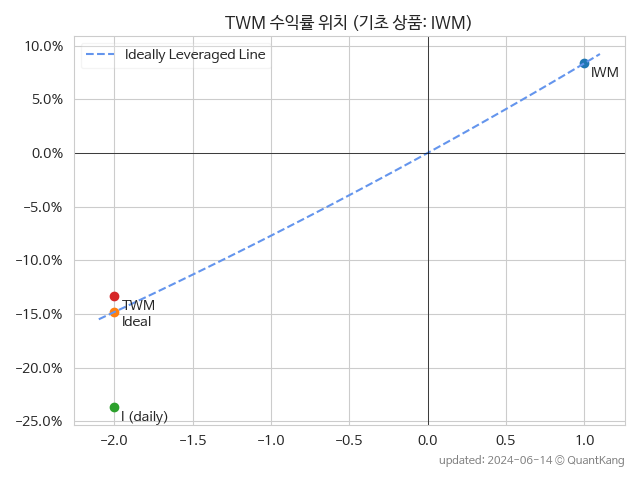 TWM 수익률 위치 (기초 상품: IWM)
10.0%
5.0%
0.0%
−5.0%
−10.0%
−15.0%
−20.0%
−25.0%
Ideally Leveraged Line
IWM
TWM
Ideal
I (daily)
−2.0 −1.5 −1.0 −0.5 0.0 0.5 1.0
updated: 2024-06-14 © QuantKang